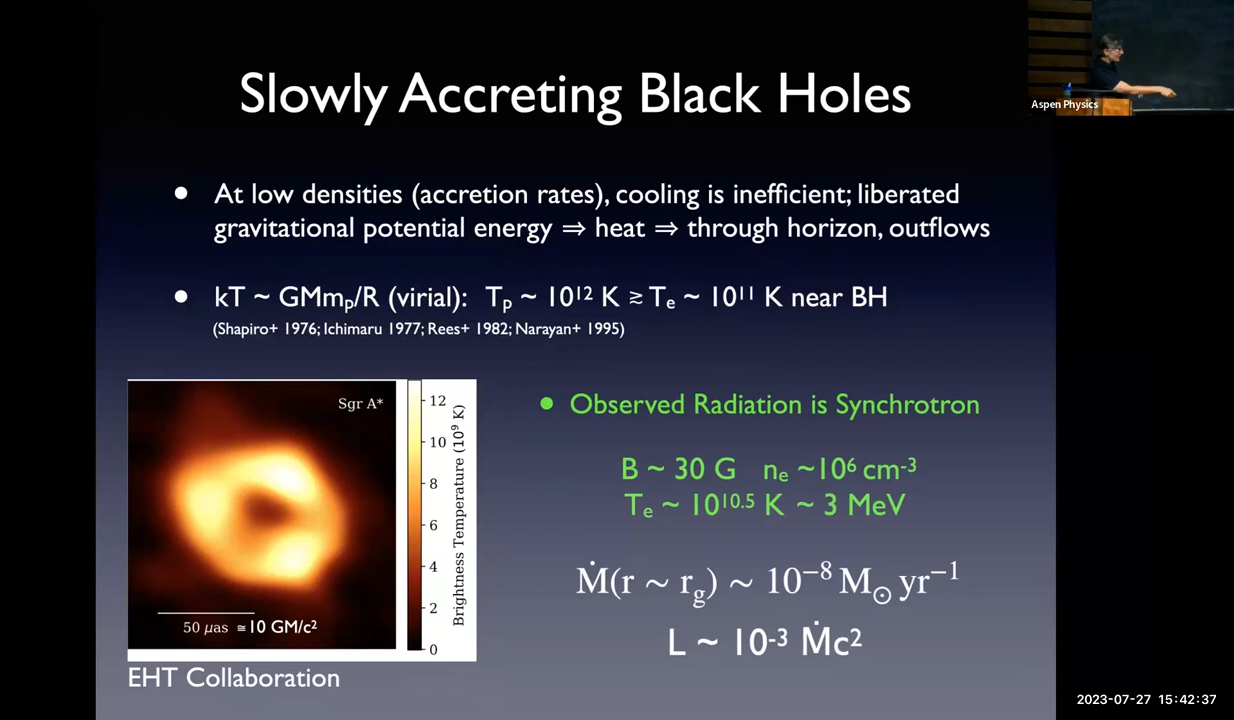 Slowly Accreting Black Holes
Aspen Physics
• At low densities (accretion rates), cooling is inefficient; liberated
gravitational potential energy ⇒ heat ⇒ through horizon, outflows
• kT ~ GMmₚ/R (virial): Tₚ ~ 10¹² K ≳ Tₑ ~ 10¹¹ K near BH
(Shapiro+ 1976; Ichimaru 1977; Rees+ 1982; Narayan+ 1995)
Sgr A*
50 μas ≃10 GM/c²
12
10
8
6
4
2
0
Brightness Temperature (10⁹ K)
EHT Collaboration
• Observed Radiation is Synchrotron
B ~ 30 G nₑ ~10⁶ cm⁻³
Tₑ ~ 10¹⁰·⁵ K ~ 3 MeV
Ṁ(r ~ r_g) ~ 10⁻⁸ M_⊙ yr⁻¹
L ~ 10⁻³ Ṁc²
2023-07-27 15:42:37